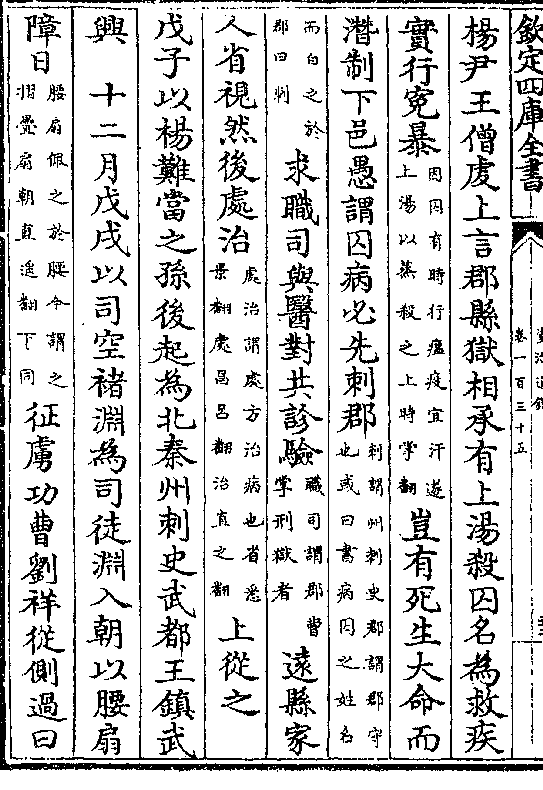 欽定四庫全書
資治通鑑
卷一百三十五
楊尹王僧虔上言郡縣獄相承有上湯殺囚名為救疾
實行寃暴因囚有時行瘟疫宜汗遂上湯以蒸殺之上時掌翻豈有死生大命而
潛制下邑愚謂囚病必先刺郡刺謂州刺史郡謂郡守也或曰書病囚之姓名
而白之於郡曰刺求職司與醫對共診驗職司謂郡曹掌刑獄者遠縣家
人省視然後處治處治謂處方治病也省悉景翻處昌呂翻治直之翻上從之
戊子以楊難當之孫後起為北秦州刺史武都王鎮武
興　十二月戊戌以司空褚淵為司徒淵入朝以腰扇
障日腰扇佩之於腰今謂之摺疊扇朝直遙翻下同征虜功曹劉祥從側過曰